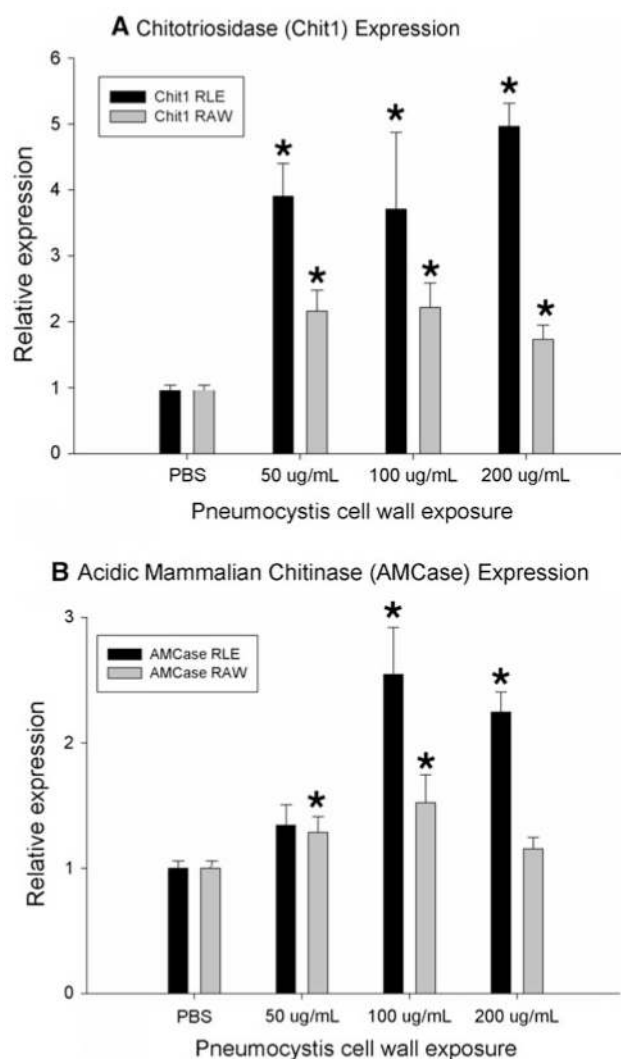 A Chitotriosidase (Chit1) Expression
6
5
4
3
2
1
0
Relative expression
Chit1 RLE
Chit1 RAW
*
*
*
*
*
*
PBS
50 ug/mL
100 ug/mL
200 ug/mL
Pneumocystis cell wall exposure
B Acidic Mammalian Chitinase (AMCase) Expression
3
2
1
0
Relative expression
AMCase RLE
AMCase RAW
*
*
*
*
PBS
50 ug/mL
100 ug/mL
200 ug/mL
Pneumocystis cell wall exposure